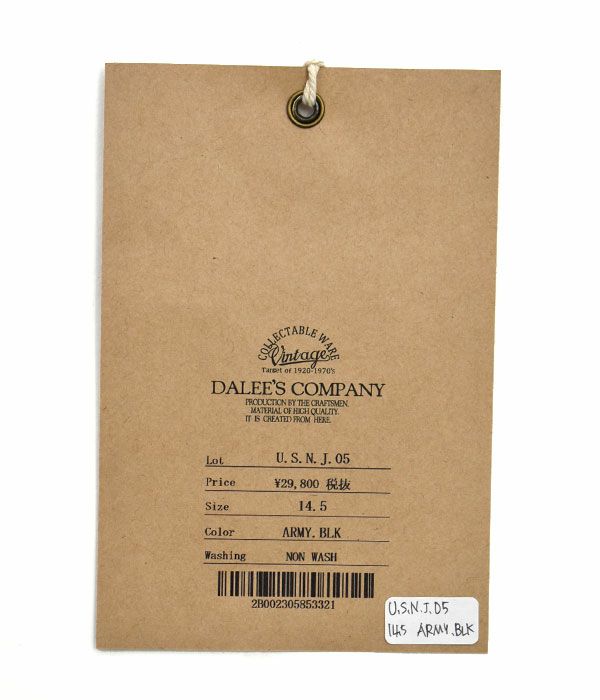 COLLECTABLE WARE
Vintage
Target of 1920-1970's
DALEE'S COMPANY
PRODUCTION BY THE CRAFTSMEN.
MATERIAL OF HIGH QUALITY.
IT IS CREATED FROM HERE.
Lot U.S.N.J.05
Price ¥29,800 税抜
Size 14.5
Color ARMY.BLK
Washing NON WASH
2B002305853321
U.S.N.J.05
14.5 ARMY.BLK